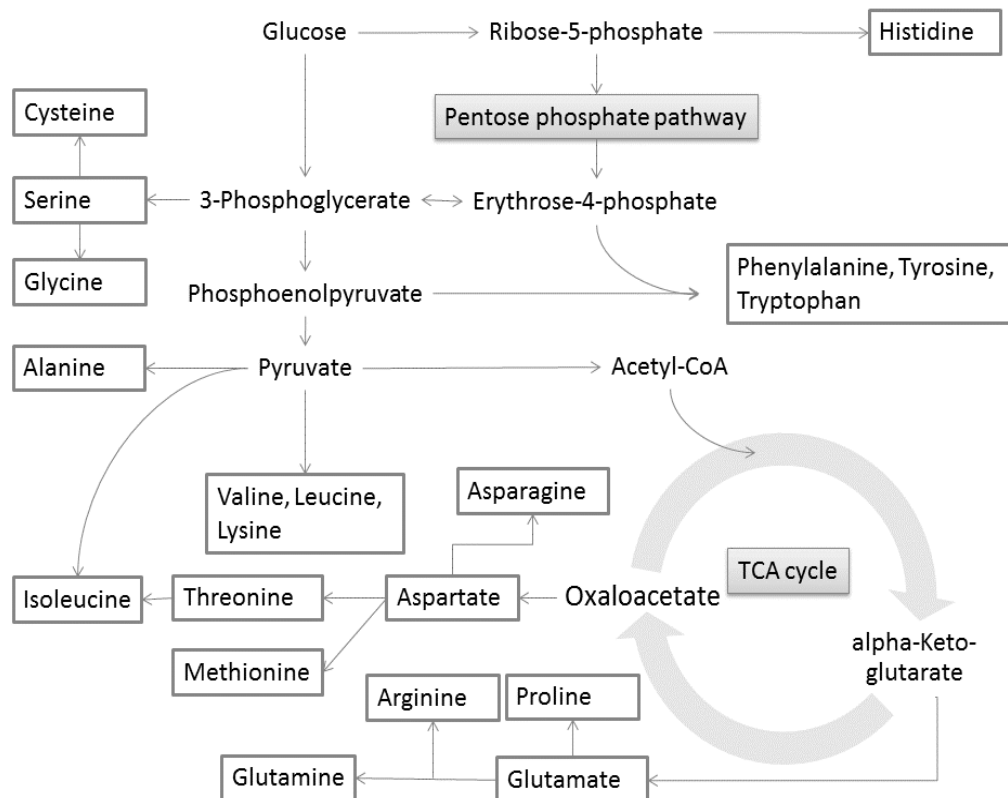 Glucose
Ribose-5-phosphate
Histidine
Cysteine
Pentose phosphate pathway
Serine
3-Phosphoglycerate
Erythrose-4-phosphate
Glycine
Phenylalanine, Tyrosine,
Tryptophan
Phosphoenolpyruvate
Alanine
Pyruvate
Acetyl-CoA
Valine, Leucine,
Lysine
Asparagine
TCA cycle
Isoleucine
Threonine
Aspartate
Oxaloacetate
alpha-Keto-
glutarate
Methionine
Arginine
Proline
Glutamine
Glutamate